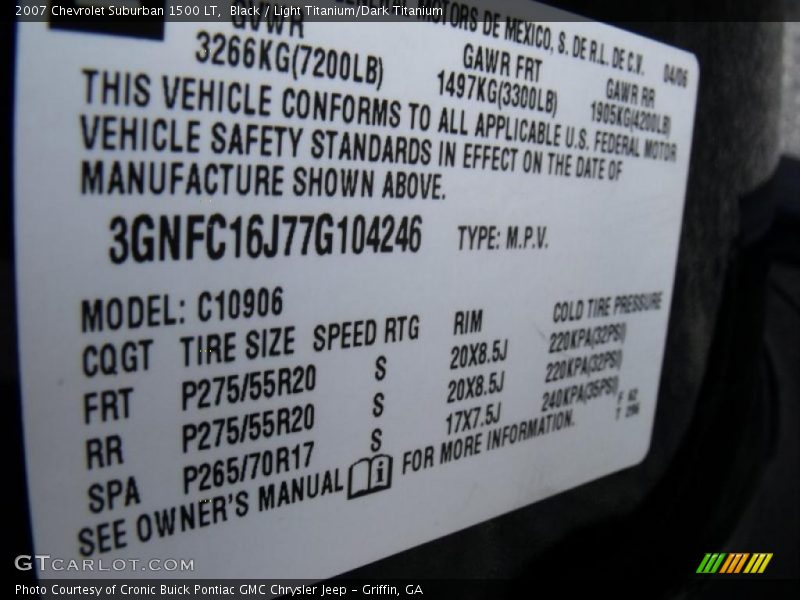 2007 Chevrolet Suburban 1500 LT,  Black / Light Titanium/Dark Titanium
MOTORS DE MEXICO, S. DE R.L. DE C.V. 04/06
GVWR GAWR FRT GAWR RR
3266KG(7200LB) 1497KG(3300LB) 1905KG(4200LB)
THIS VEHICLE CONFORMS TO ALL APPLICABLE U.S. FEDERAL MOTOR
VEHICLE SAFETY STANDARDS IN EFFECT ON THE DATE OF
MANUFACTURE SHOWN ABOVE.
3GNFC16J77G104246 TYPE: M.P.V.
MODEL: C10906
CQGT TIRE SIZE SPEED RTG RIM COLD TIRE PRESSURE
FRT P275/55R20 S 20X8.5J 220KPA(32PSI)
RR P275/55R20 S 20X8.5J 220KPA(32PSI)
SPA P265/70R17 S 17X7.5J 240KPA(35PSI)
SEE OWNER'S MANUAL i FOR MORE INFORMATION.
GTCARLOT.COM
Photo Courtesy of Cronic Buick Pontiac GMC Chrysler Jeep - Griffin, GA